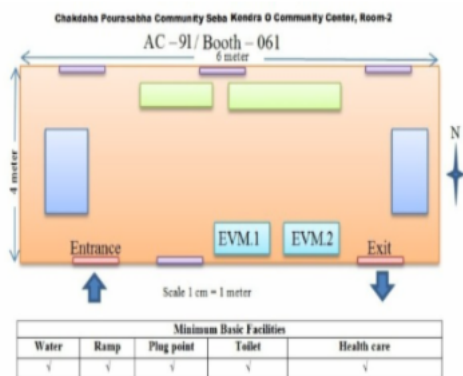 Chakdaha Pourasabha Community Seba Kendra O Community Center, Room-2
AC – 91/ Booth – 061
6 meter
4 meter
N
EVM.1 EVM.2
Entrance Exit
Scale 1 cm = 1 meter
Minimum Basic Facilities
Water Ramp Plug point Toilet Health care
√ √ √ √ √